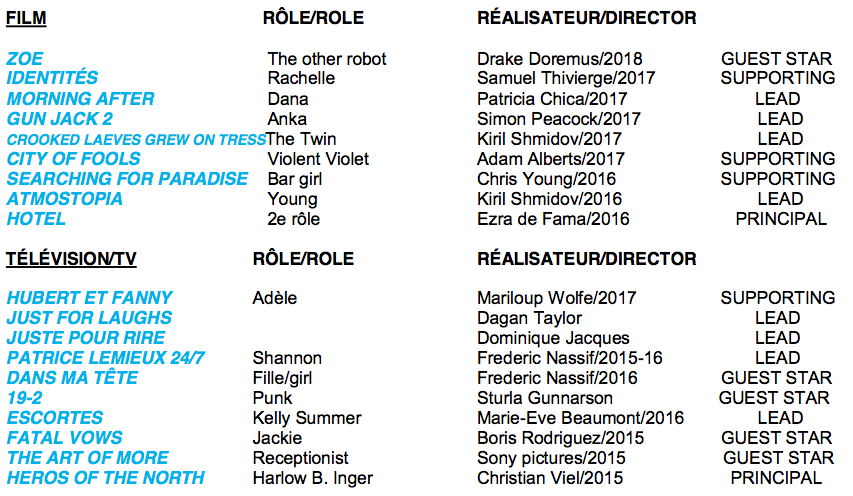 FILM RÔLE/ROLE RÉALISATEUR/DIRECTOR
ZOE The other robot Drake Doremus/2018 GUEST STAR
IDENTITÉS Rachelle Samuel Thivierge/2017 SUPPORTING
MORNING AFTER Dana Patricia Chica/2017 LEAD
GUN JACK 2 Anka Simon Peacock/2017 LEAD
CROOKED LAEVES GREW ON TRESS The Twin Kiril Shmidov/2017 LEAD
CITY OF FOOLS Violent Violet Adam Alberts/2017 SUPPORTING
SEARCHING FOR PARADISE Bar girl Chris Young/2016 SUPPORTING
ATMOSTOPIA Young Kiril Shmidov/2016 LEAD
HOTEL 2e rôle Ezra de Fama/2016 PRINCIPAL
TÉLÉVISION/TV RÔLE/ROLE RÉALISATEUR/DIRECTOR
HUBERT ET FANNY Adèle Mariloup Wolfe/2017 SUPPORTING
JUST FOR LAUGHS Dagan Taylor LEAD
JUSTE POUR RIRE Dominique Jacques LEAD
PATRICE LEMIEUX 24/7 Shannon Frederic Nassif/2015-16 LEAD
DANS MA TÊTE Fille/girl Frederic Nassif/2016 GUEST STAR
19-2 Punk Sturla Gunnarson GUEST STAR
ESCORTES Kelly Summer Marie-Eve Beaumont/2016 LEAD
FATAL VOWS Jackie Boris Rodriguez/2015 GUEST STAR
THE ART OF MORE Receptionist Sony pictures/2015 GUEST STAR
HEROS OF THE NORTH Harlow B. Inger Christian Viel/2015 PRINCIPAL